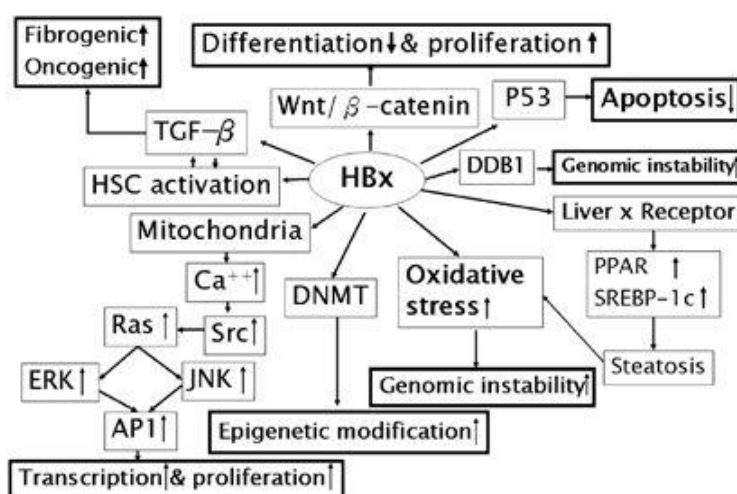 Fibrogenic↑
Oncogenic↑
Differentiation↓& proliferation↑
Wnt/ β-catenin
P53
Apoptosis↓
TGF-β
DDB1
Genomic instability↑
HSC activation
HBx
Liver x Receptor
Mitochondria
PPAR ↑
SREBP-1c↑
Ca⁺⁺↑
DNMT
Oxidative
stress↑
Ras↑
Src↑
Steatosis
ERK↑
JNK↑
Genomic instability↑
AP1↑
Epigenetic modification↑
Transcription↑& proliferation↑